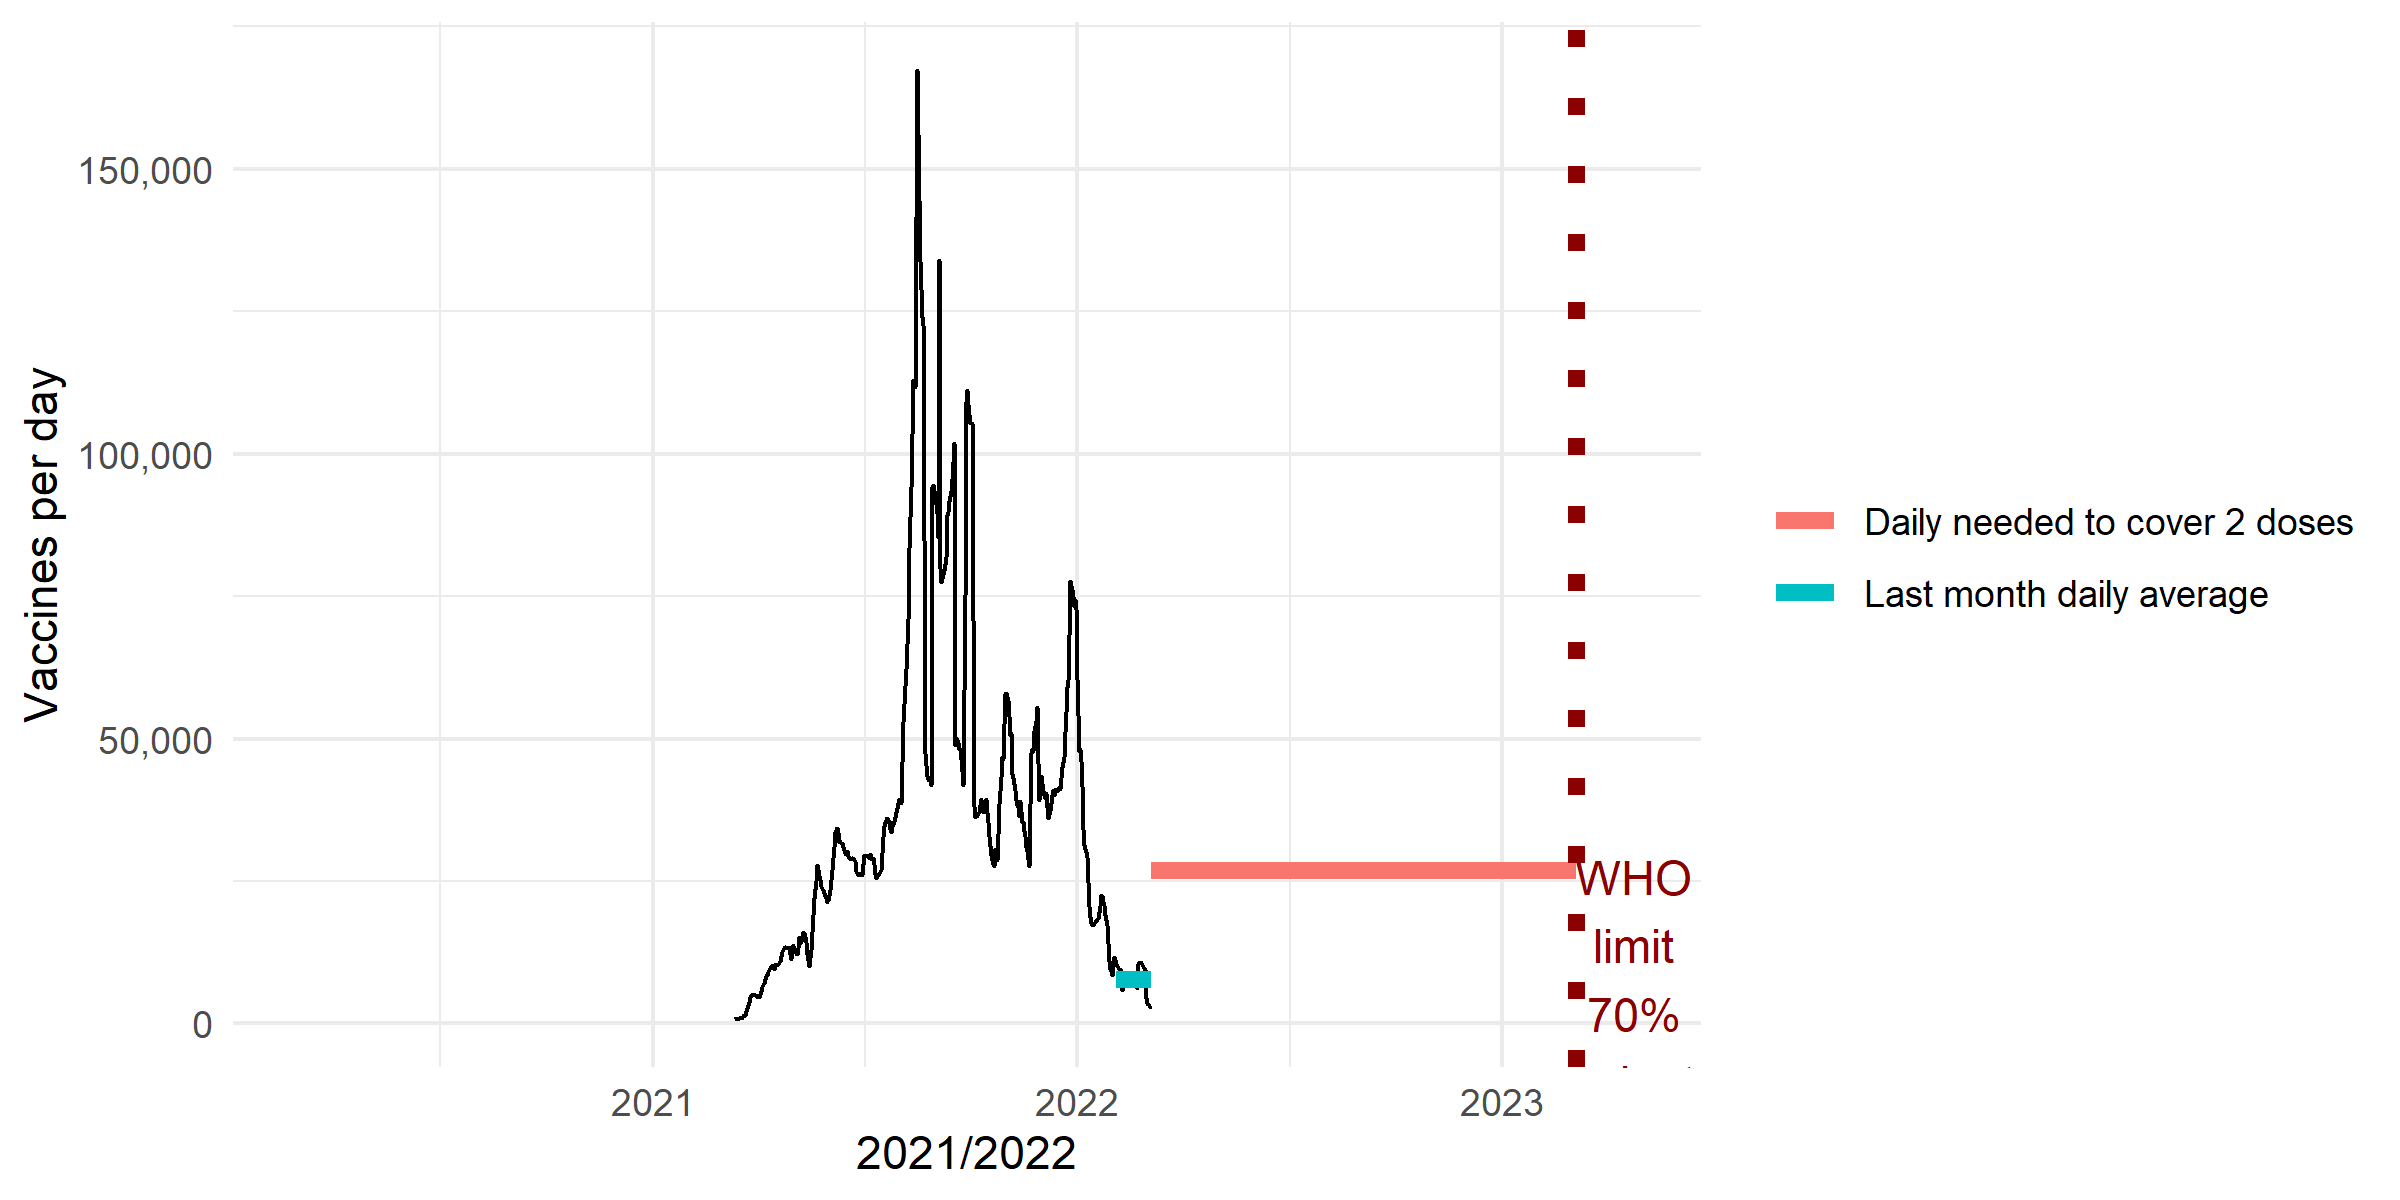 Vaccines per day
150,000
100,000
50,000
0
2021
2022
2023
2021/2022
WHO
limit
70%
Daily needed to cover 2 doses
Last month daily average